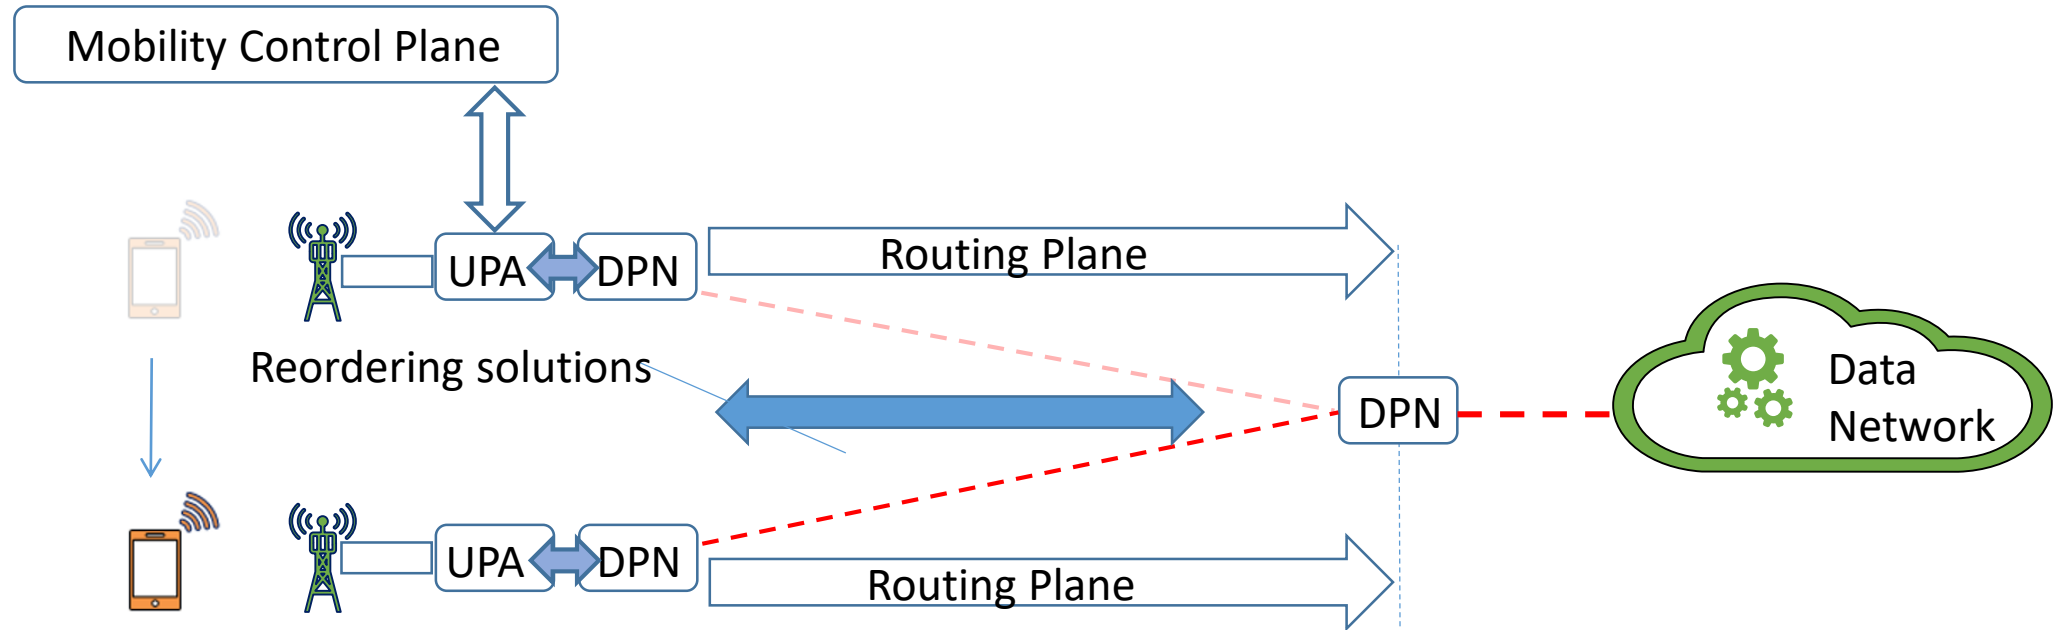 Mobility Control Plane
UPA
DPN
Routing Plane
Reordering solutions
DPN
Data
Network
UPA
DPN
Routing Plane